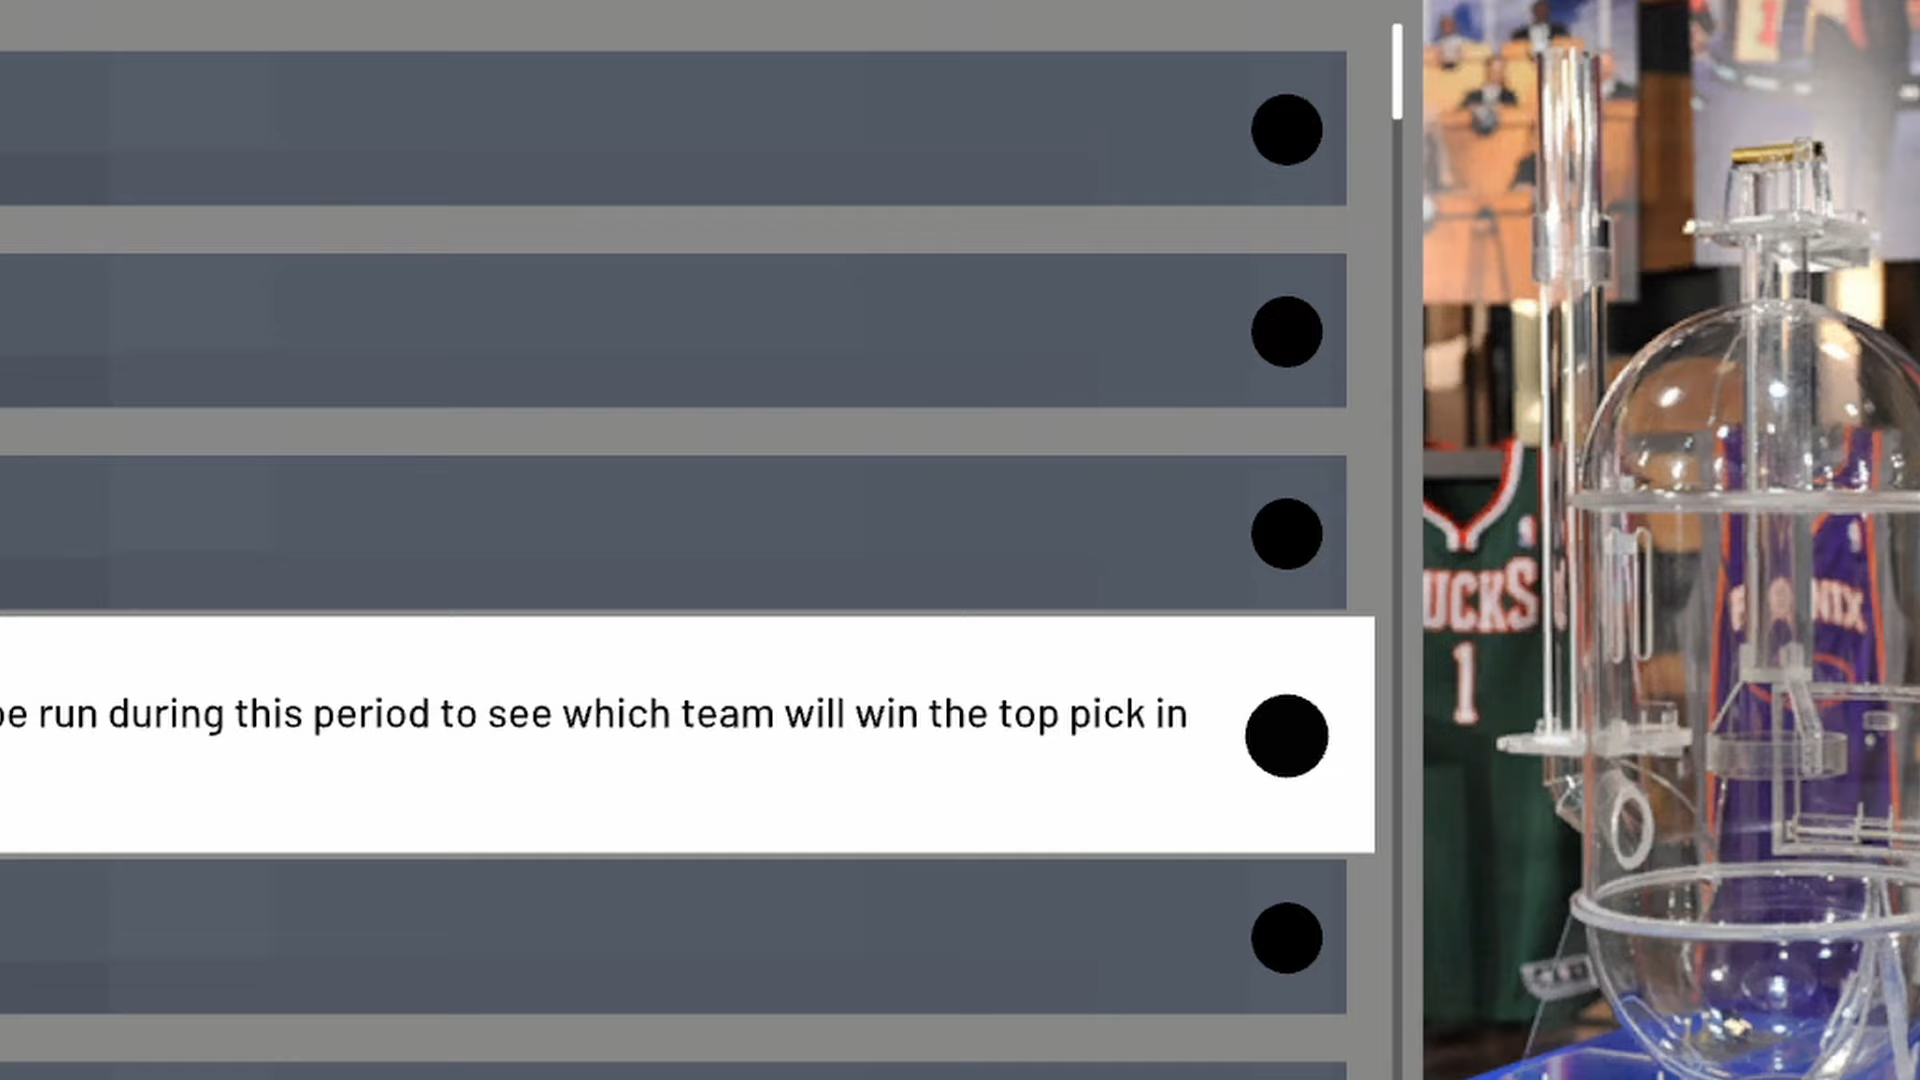 run during this period to see which team will win the top pick in
UCKS
1